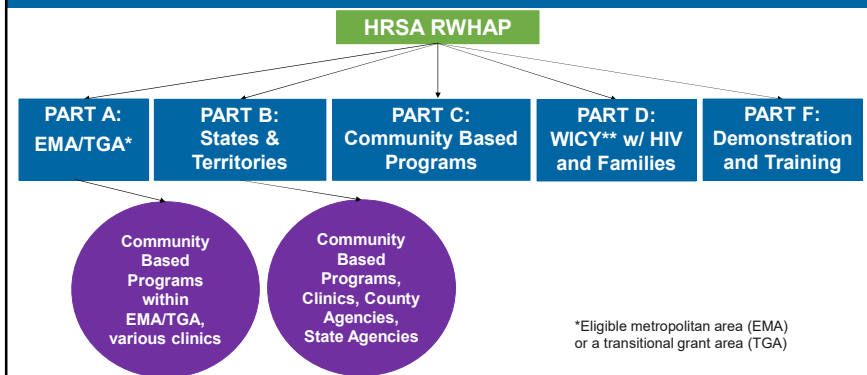 HRSA RWHAP
PART A:
EMA/TGA*
PART B:
States &
Territories
PART C:
Community Based
Programs
PART D:
WICY** w/ HIV
and Families
PART F:
Demonstration
and Training
Community
Based
Programs
within
EMA/TGA,
various clinics
Community
Based
Programs,
Clinics, County
Agencies,
State Agencies
*Eligible metropolitan area (EMA)
or a transitional grant area (TGA)